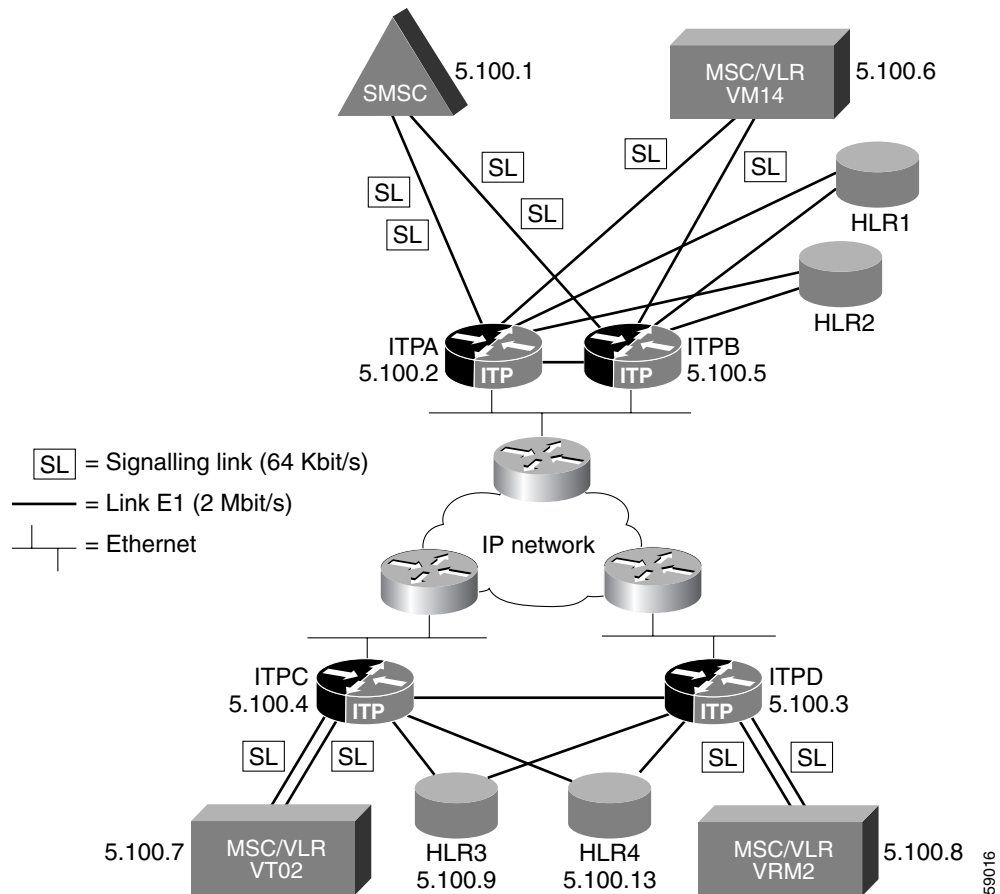 5.100.1
SMSC
MSC/VLR
VM14
5.100.6
SL
SL
SL
SL
SL
SL
HLR1
HLR2
ITPA
5.100.2
ITP
ITP
ITPB
5.100.5
SL = Signalling link (64 Kbit/s)
= Link E1 (2 Mbit/s)
= Ethernet
IP network
ITPC
5.100.4
ITP
ITP
ITPD
5.100.3
SL
SL
SL
SL
5.100.7
MSC/VLR
VT02
HLR3
5.100.9
HLR4
5.100.13
MSC/VLR
VRM2
5.100.8
59016